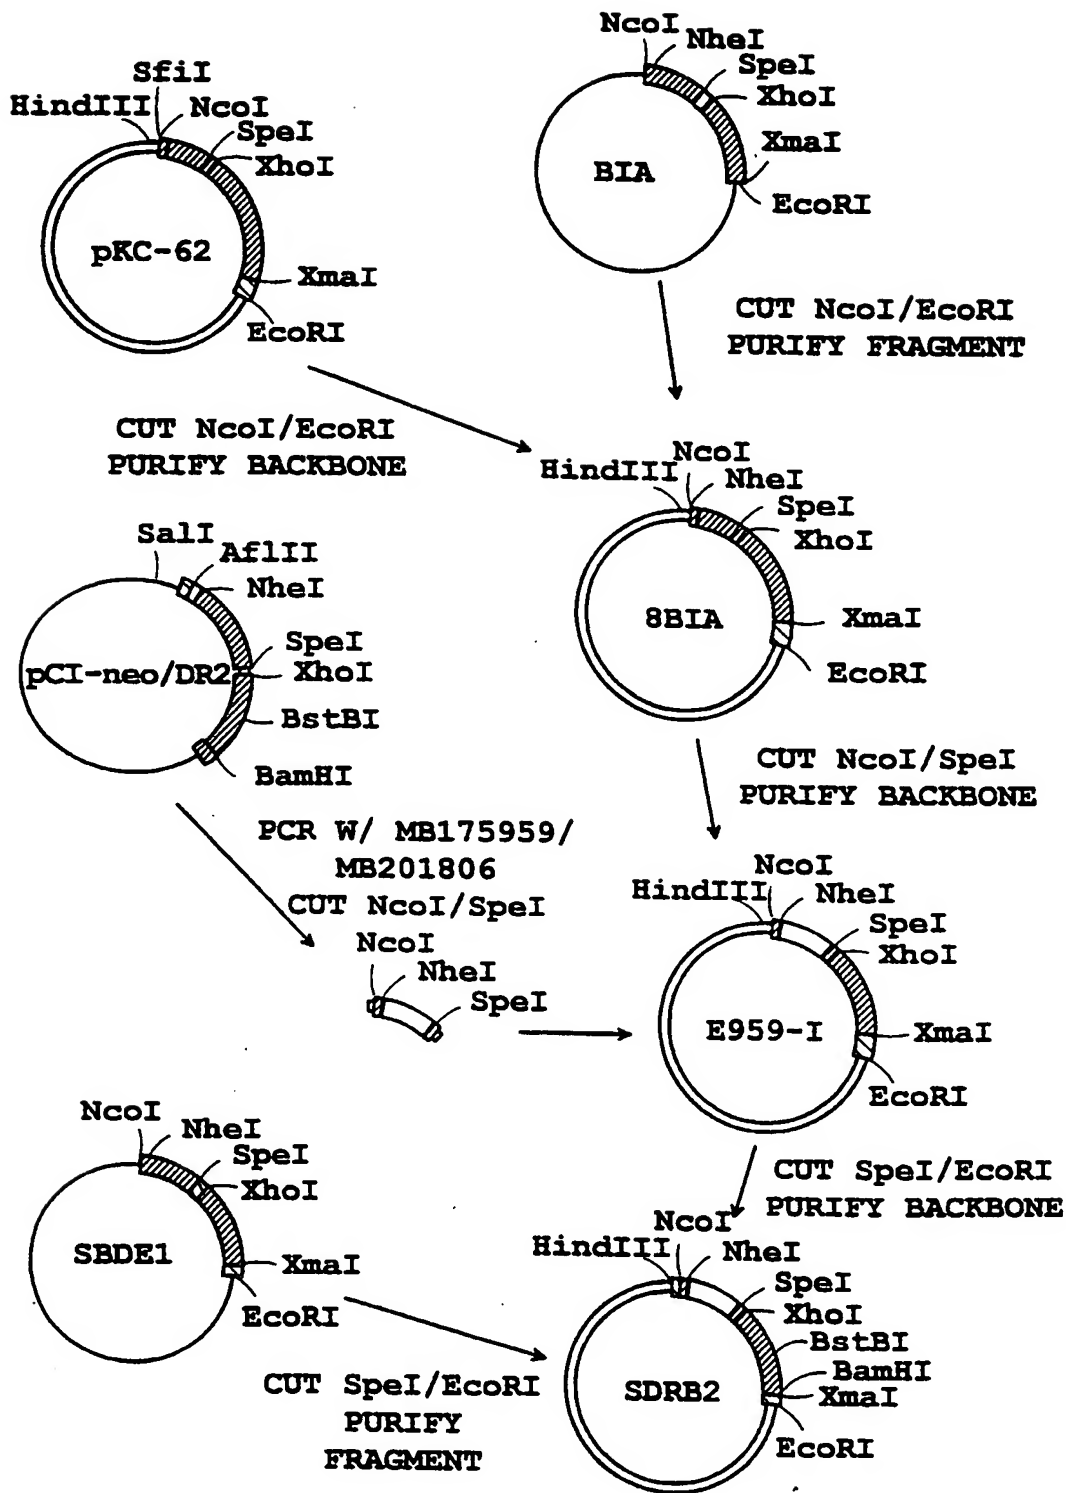 SfiI
HindIII
NcoI
SpeI
XhoI
pKC-62
XmaI
EcoRI
NcoI
NheI
SpeI
XhoI
XmaI
BIA
EcoRI
CUT NcoI/EcoRI
PURIFY FRAGMENT
CUT NcoI/EcoRI
PURIFY BACKBONE
NcoI
HindIII
NheI
SpeI
XhoI
8BIA
XmaI
EcoRI
SalI
AflII
NheI
SpeI
pCI-neo/DR2
XhoI
BstBI
BamHI
CUT NcoI/SpeI
PURIFY BACKBONE
PCR W/ MB175959/
MB201806
CUT NcoI/SpeI
NcoI
NheI
SpeI
NcoI
HindIII
NheI
SpeI
XhoI
E959-I
XmaI
EcoRI
NcoI
NheI
SpeI
XhoI
SBDE1
XmaI
EcoRI
CUT SpeI/EcoRI
PURIFY BACKBONE
CUT SpeI/EcoRI
PURIFY
FRAGMENT
NcoI
HindIII
NheI
SpeI
XhoI
BstBI
BamHI
SDRB2
XmaI
EcoRI